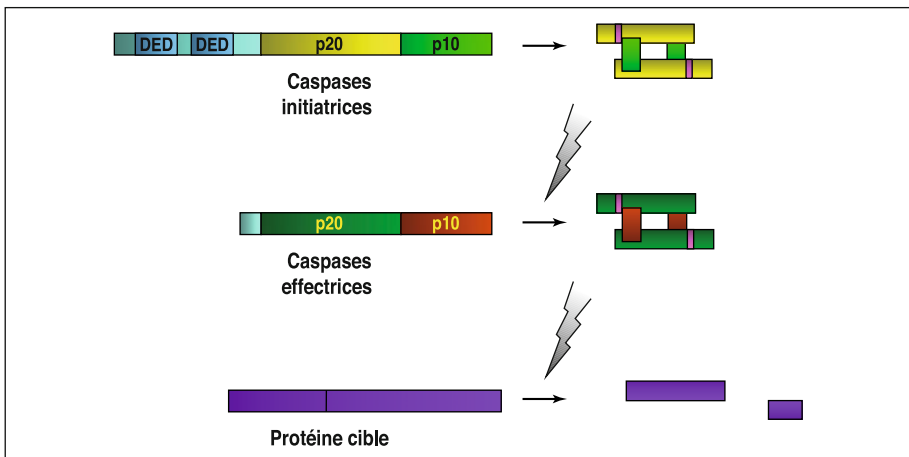 DED DED p20 p10
Caspases
initiatrices
p20 p10
Caspases
effectrices
Protéine cible